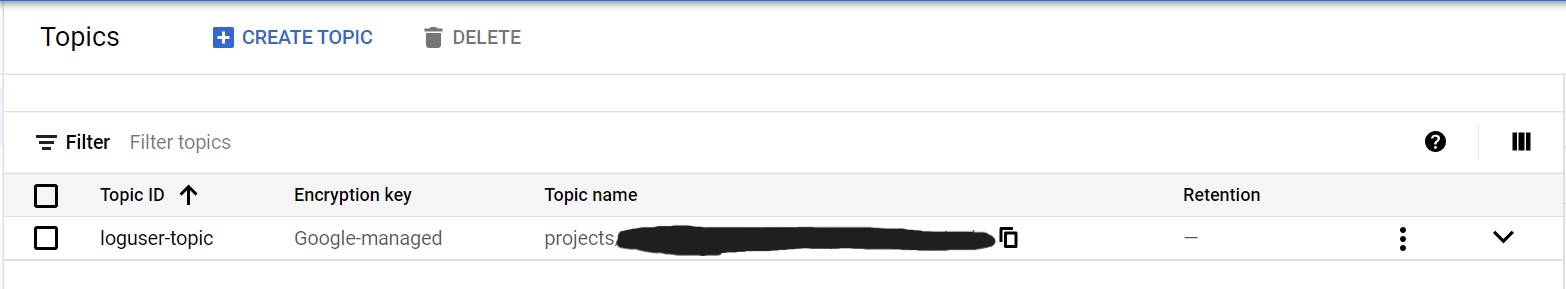 Topics CREATE TOPIC DELETE
Filter Filter topics
Topic ID Encryption key Topic name Retention
loguser-topic Google-managed projects/ —